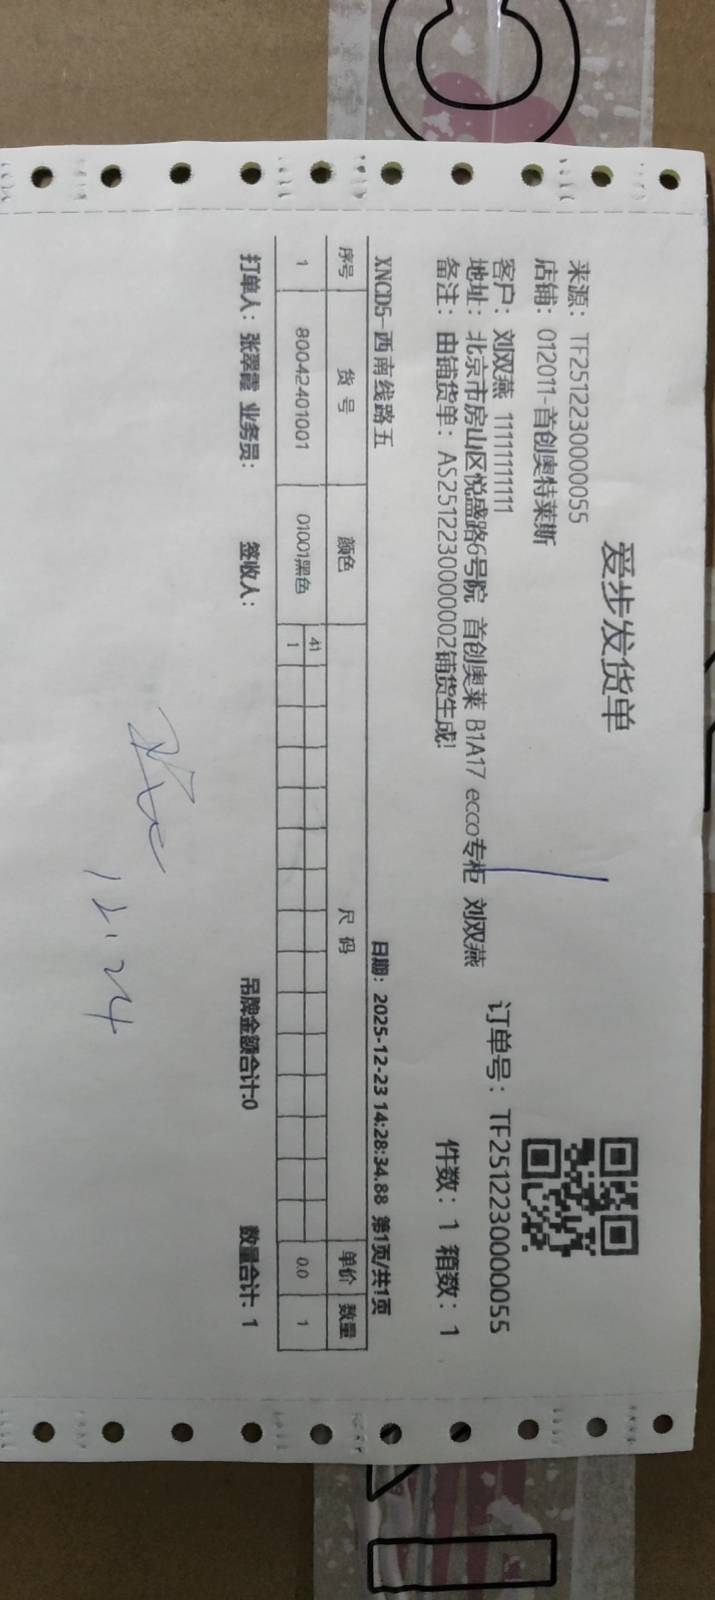 爱步发货单
来源：TF2512230000055
店铺：012011-首创奥特莱斯
订单号：TF2512230000055
客户：刘双燕 11111111111
地址：北京市房山区悦盛路6号院 首创奥莱 B1A17 ecco专柜 刘双燕
备注：由铺货单：AS2512230000002铺货生成!
件数：1 箱数：1
XNCD5-西南线路五 日期：2025-12-23 14:28:34.88 第1页/共1页
序号 货号 颜色 尺码 单价 数量
41
1 80042401001 01001黑色 1 0.0 1
打单人：张翠霞 业务员： 签收人： 吊牌金额合计:0 数量合计: 1
12.24